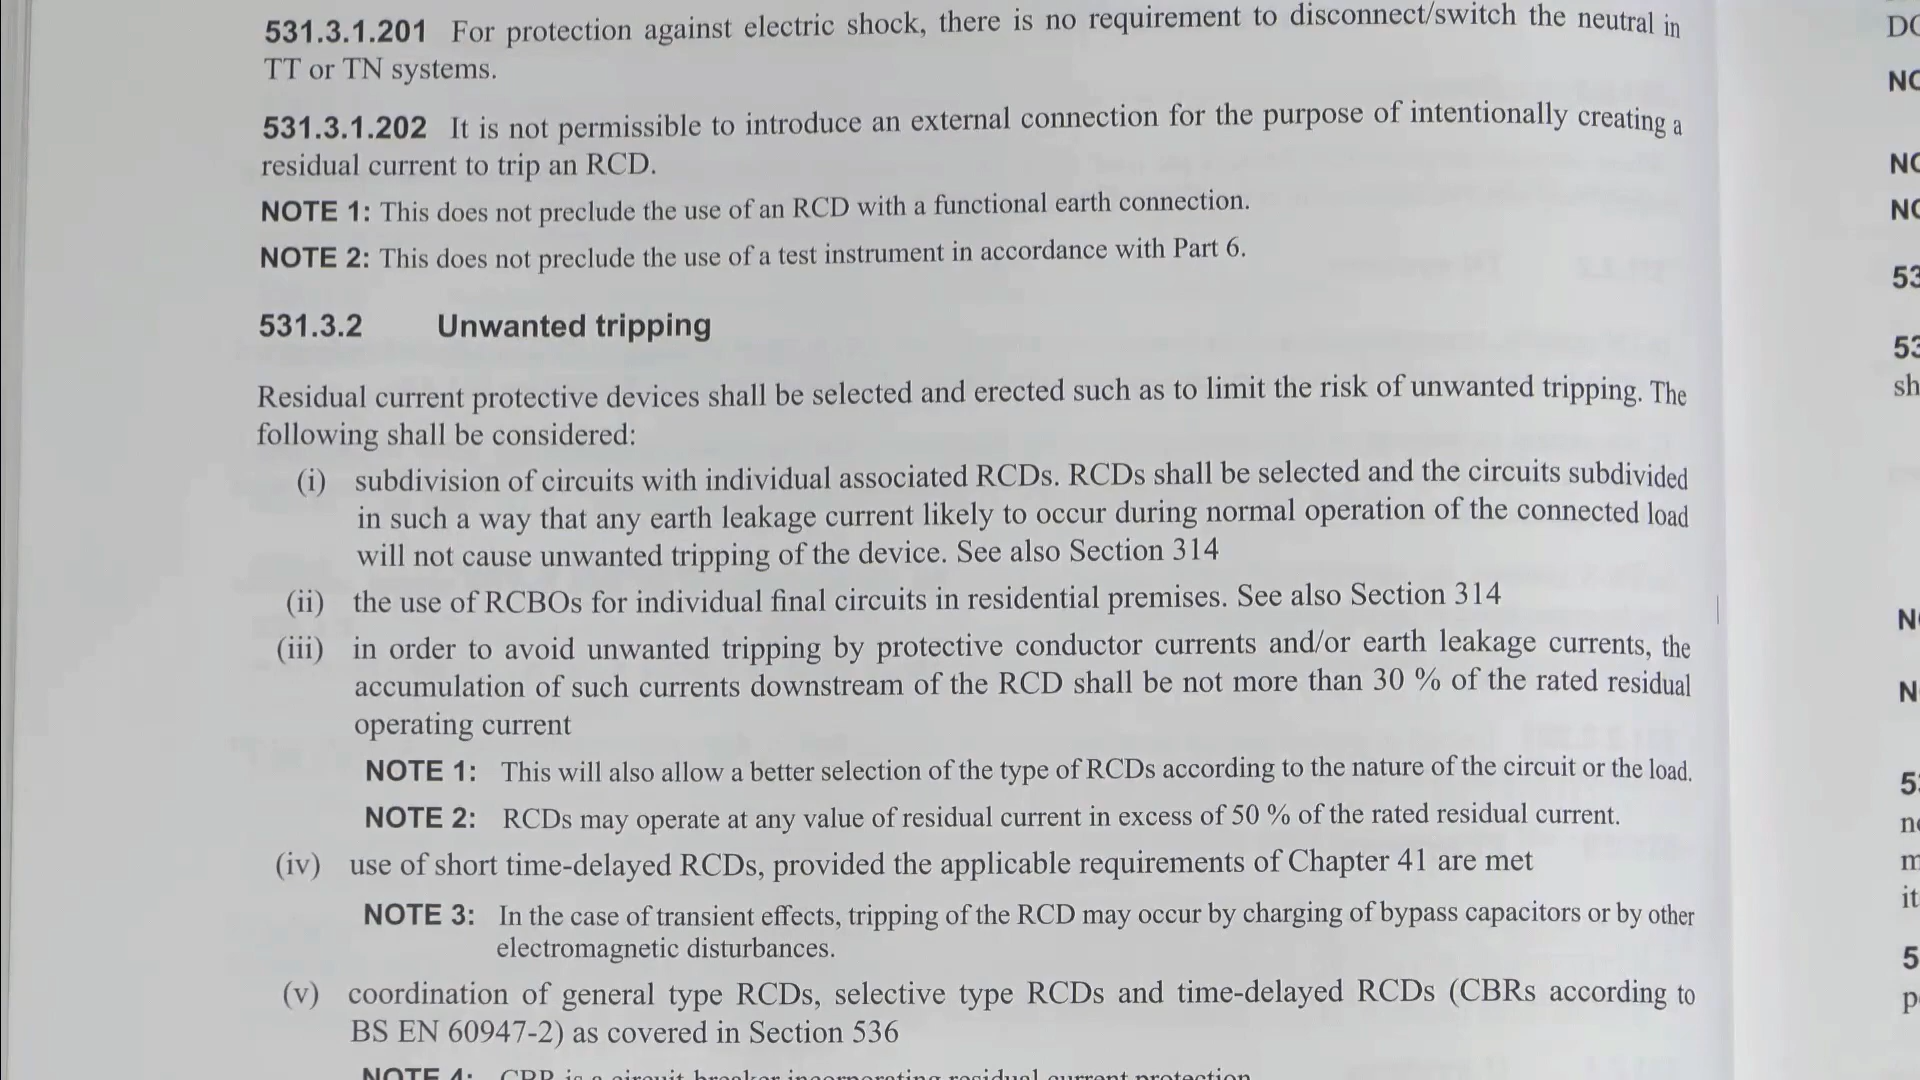 531.3.1.201 For protection against electric shock, there is no requirement to disconnect/switch the neutral in
TT or TN systems.
531.3.1.202 It is not permissible to introduce an external connection for the purpose of intentionally creating a
residual current to trip an RCD.
NOTE 1: This does not preclude the use of an RCD with a functional earth connection.
NOTE 2: This does not preclude the use of a test instrument in accordance with Part 6.
531.3.2 Unwanted tripping
Residual current protective devices shall be selected and erected such as to limit the risk of unwanted tripping. The
following shall be considered:
(i) subdivision of circuits with individual associated RCDs. RCDs shall be selected and the circuits subdivided
in such a way that any earth leakage current likely to occur during normal operation of the connected load
will not cause unwanted tripping of the device. See also Section 314
(ii) the use of RCBOs for individual final circuits in residential premises. See also Section 314
(iii) in order to avoid unwanted tripping by protective conductor currents and/or earth leakage currents, the
accumulation of such currents downstream of the RCD shall be not more than 30 % of the rated residual
operating current
NOTE 1: This will also allow a better selection of the type of RCDs according to the nature of the circuit or the load.
NOTE 2: RCDs may operate at any value of residual current in excess of 50 % of the rated residual current.
(iv) use of short time-delayed RCDs, provided the applicable requirements of Chapter 41 are met
NOTE 3: In the case of transient effects, tripping of the RCD may occur by charging of bypass capacitors or by other
electromagnetic disturbances.
(v) coordination of general type RCDs, selective type RCDs and time-delayed RCDs (CBRs according to
BS EN 60947-2) as covered in Section 536
NOTE 4: CBR is a circuit breaker incorporating residual current protection